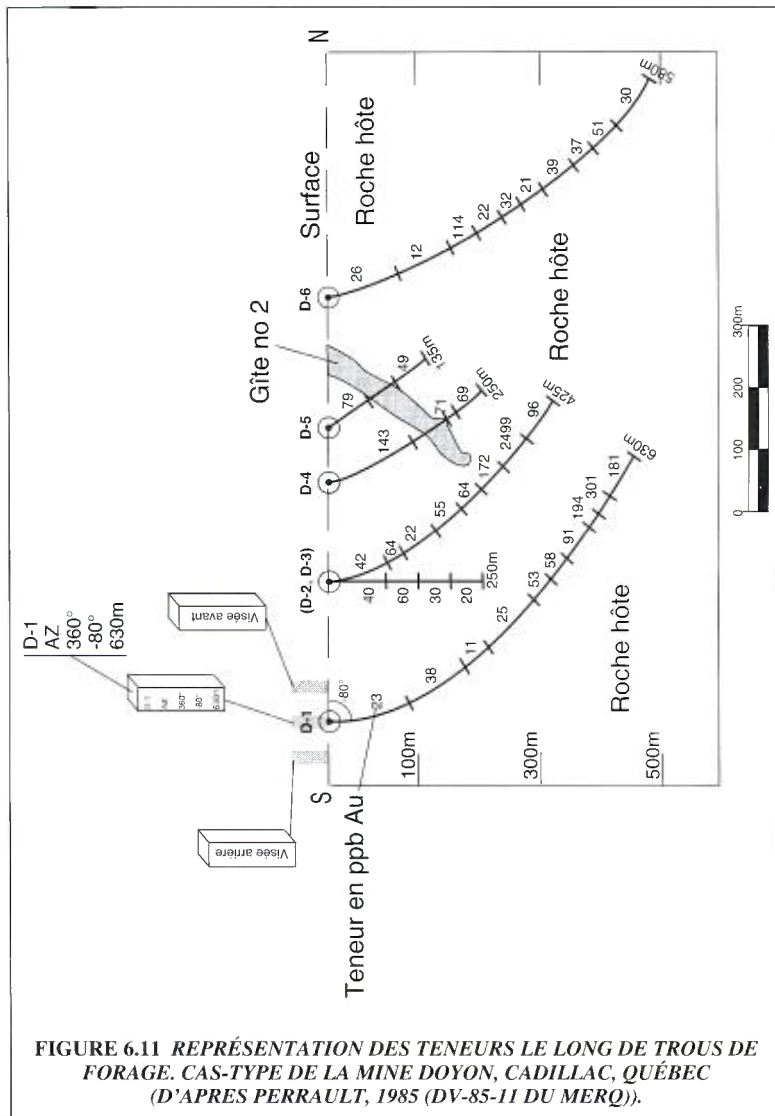 N
Surface
S
Roche hôte
Roche hôte
Roche hôte
Gîte no 2
D-1
AZ
360°
-80°
630m
D-1
AZ
360°
-80°
630m
Visée avant
Visée arrière
Teneur en ppb Au
D-6
26
12
114
22
32
21
39
37
51
30
580m
D-5
79
49
135m
D-4
143
71
69
250m
(D-2, D-3)
42
64
22
55
64
172
2499
96
425m
40
60
30
20
250m
D-1
-80°
23
38
11
25
53
58
91
194
301
181
630m
100m
300m
500m
0 100 200 300m
FIGURE 6.11 REPRÉSENTATION DES TENEURS LE LONG DE TROUS DE
FORAGE. CAS-TYPE DE LA MINE DOYON, CADILLAC, QUÉBEC
(D'APRES PERRAULT, 1985 (DV-85-11 DU MERQ)).